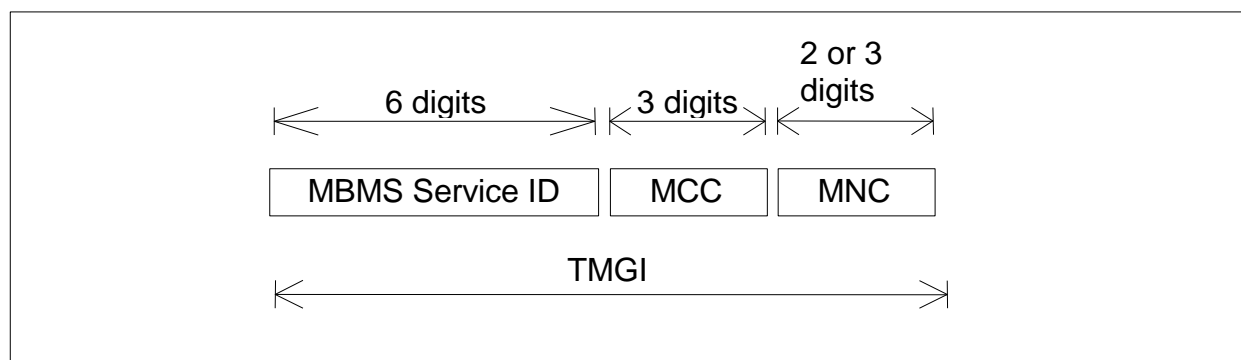 2 or 3
digits
6 digits
3 digits
MBMS Service ID
MCC
MNC
TMGI